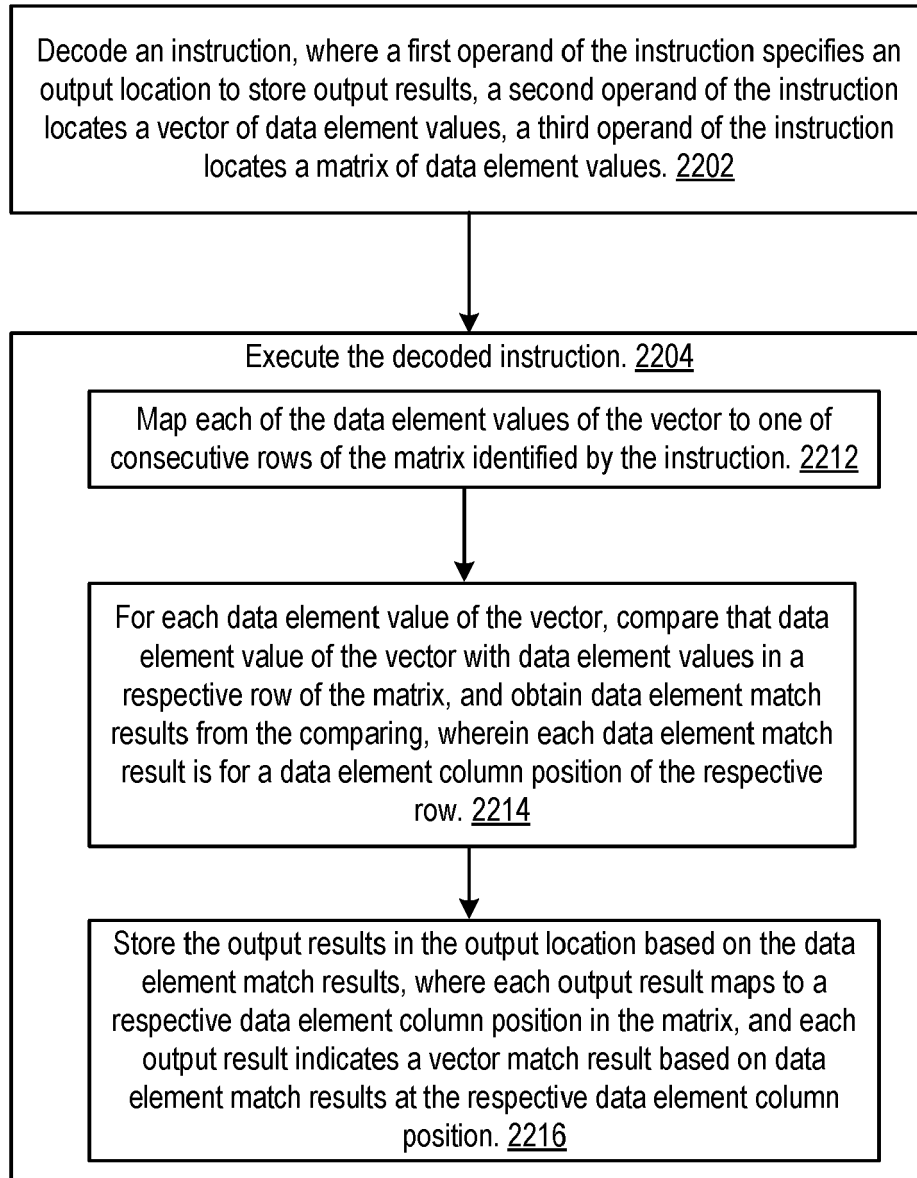 Decode an instruction, where a first operand of the instruction specifies an
output location to store output results, a second operand of the instruction
locates a vector of data element values, a third operand of the instruction
locates a matrix of data element values. 2202
Execute the decoded instruction. 2204
Map each of the data element values of the vector to one of
consecutive rows of the matrix identified by the instruction. 2212
For each data element value of the vector, compare that data
element value of the vector with data element values in a
respective row of the matrix, and obtain data element match
results from the comparing, wherein each data element match
result is for a data element column position of the respective
row. 2214
Store the output results in the output location based on the data
element match results, where each output result maps to a
respective data element column position in the matrix, and each
output result indicates a vector match result based on data
element match results at the respective data element column
position. 2216